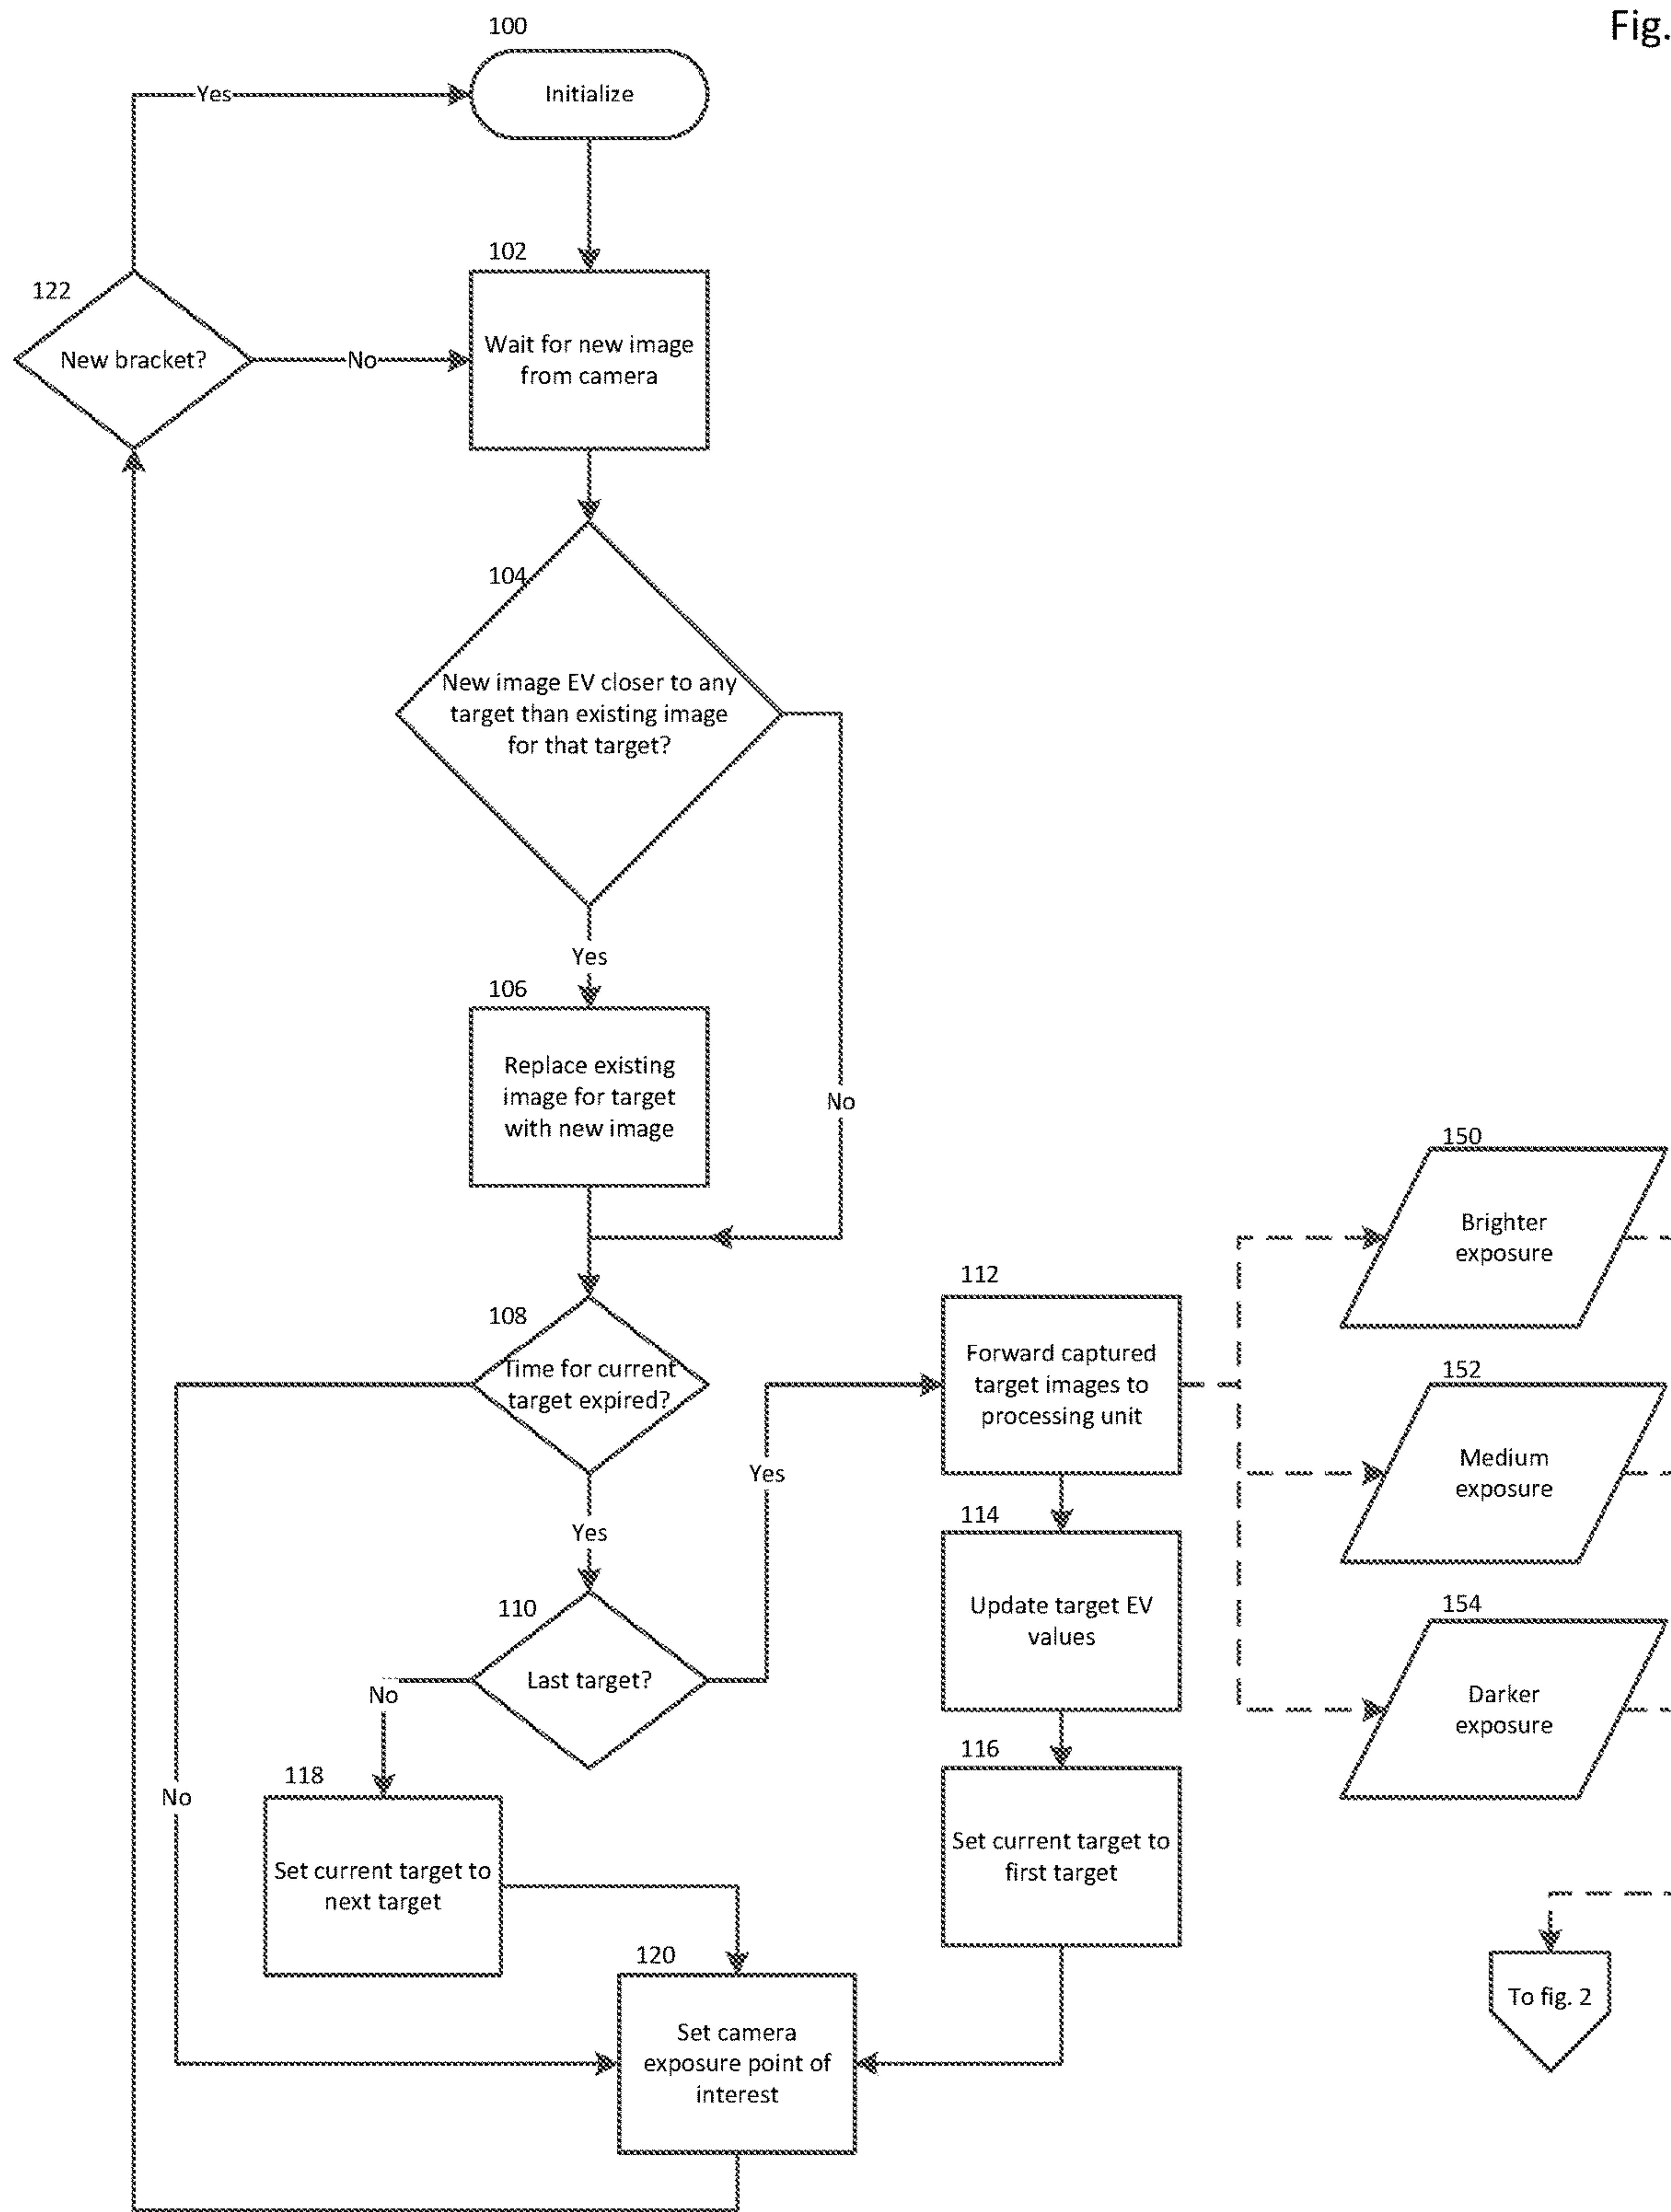 Fig.
100
Initialize
Yes
102
Wait for new image
from camera
122
New bracket?
No
104
New image EV closer to any
target than existing image
for that target?
Yes
No
106
Replace existing
image for target
with new image
108
Time for current
target expired?
Yes
No
110
Last target?
Yes
No
112
Forward captured
target images to
processing unit
114
Update target EV
values
116
Set current target to
first target
118
Set current target to
next target
120
Set camera
exposure point of
interest
150
Brighter
exposure
152
Medium
exposure
154
Darker
exposure
To fig. 2